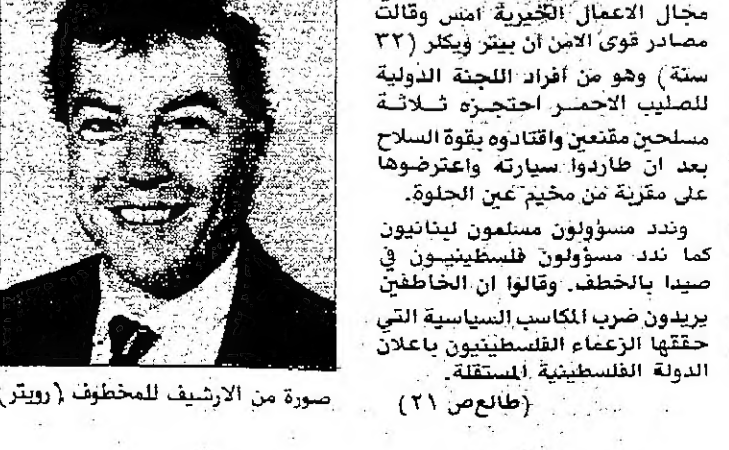 مجال الاعمال الخيرية امس وقالت
مصادر قوى الامن ان بيتر ويكلر (٣٢
سنة) وهو من أفراد اللجنة الدولية
للصليب الاحمر احتجزه ثلاثة
مسلحين مقنعين واقتادوه بقوة السلاح
بعد ان طاردوا سيارته واعترضوها
على مقربة من مخيم عين الحلوة.
وندد مسؤولون مسلمون لبنانيون
كما ندد مسؤولون فلسطينيون في
صيدا بالخطف. وقالوا ان الخاطفين
يريدون ضرب المكاسب السياسية التي
حققها الزعماء الفلسطينيون باعلان
الدولة الفلسطينية المستقلة.
(طالع ص ٢١)
صورة من الارشيف للمخطوف (رويتر)